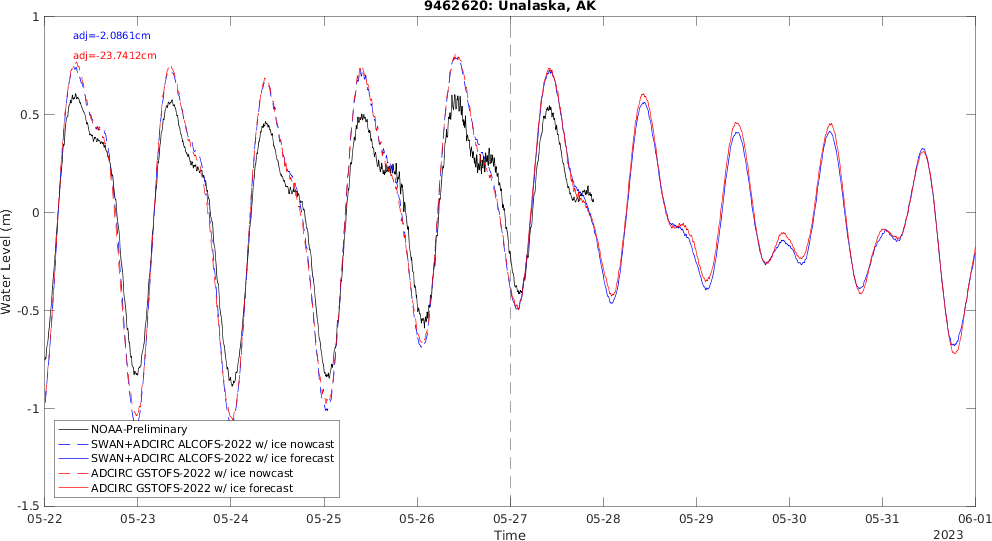 9462620: Unalaska, AK
adj=-2.0861cm
adj=-23.7412cm
Water Level (m)
1
0.5
0
-0.5
-1
-1.5
NOAA-Preliminary
SWAN+ADCIRC ALCOFS-2022 w/ ice nowcast
SWAN+ADCIRC ALCOFS-2022 w/ ice forecast
ADCIRC GSTOFS-2022 w/ ice nowcast
ADCIRC GSTOFS-2022 w/ ice forecast
05-22 05-23 05-24 05-25 05-26 05-27 05-28 05-29 05-30 05-31 06-01
Time
2023